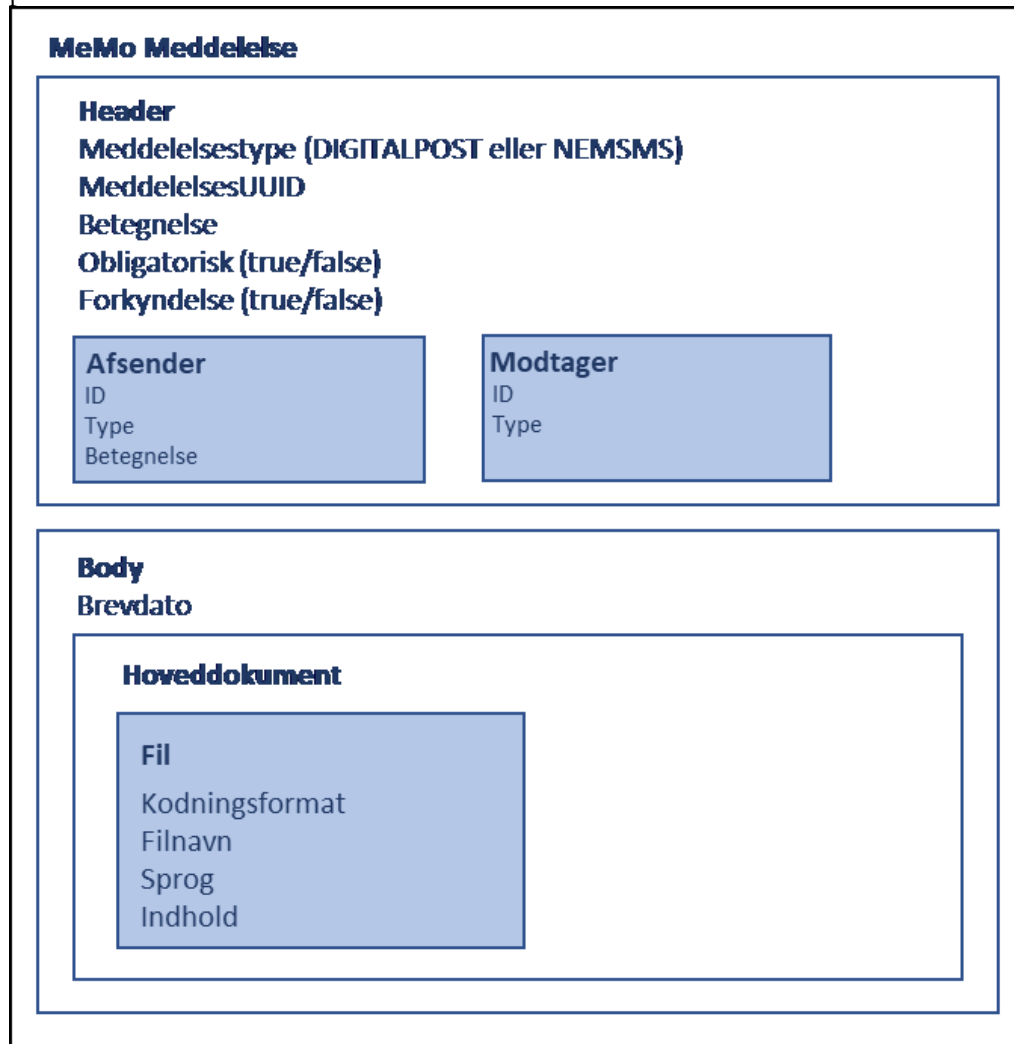 MeMo Meddelelse
Header
Meddelelsestype (DIGITALPOST eller NEMSMS)
MeddelelsesUUID
Betegnelse
Obligatorisk (true/false)
Forkyndelse (true/false)
Afsender
ID
Type
Betegnelse
Modtager
ID
Type
Body
Brevdato
Hoveddokument
Fil
Kodningsformat
Filnavn
Sprog
Indhold